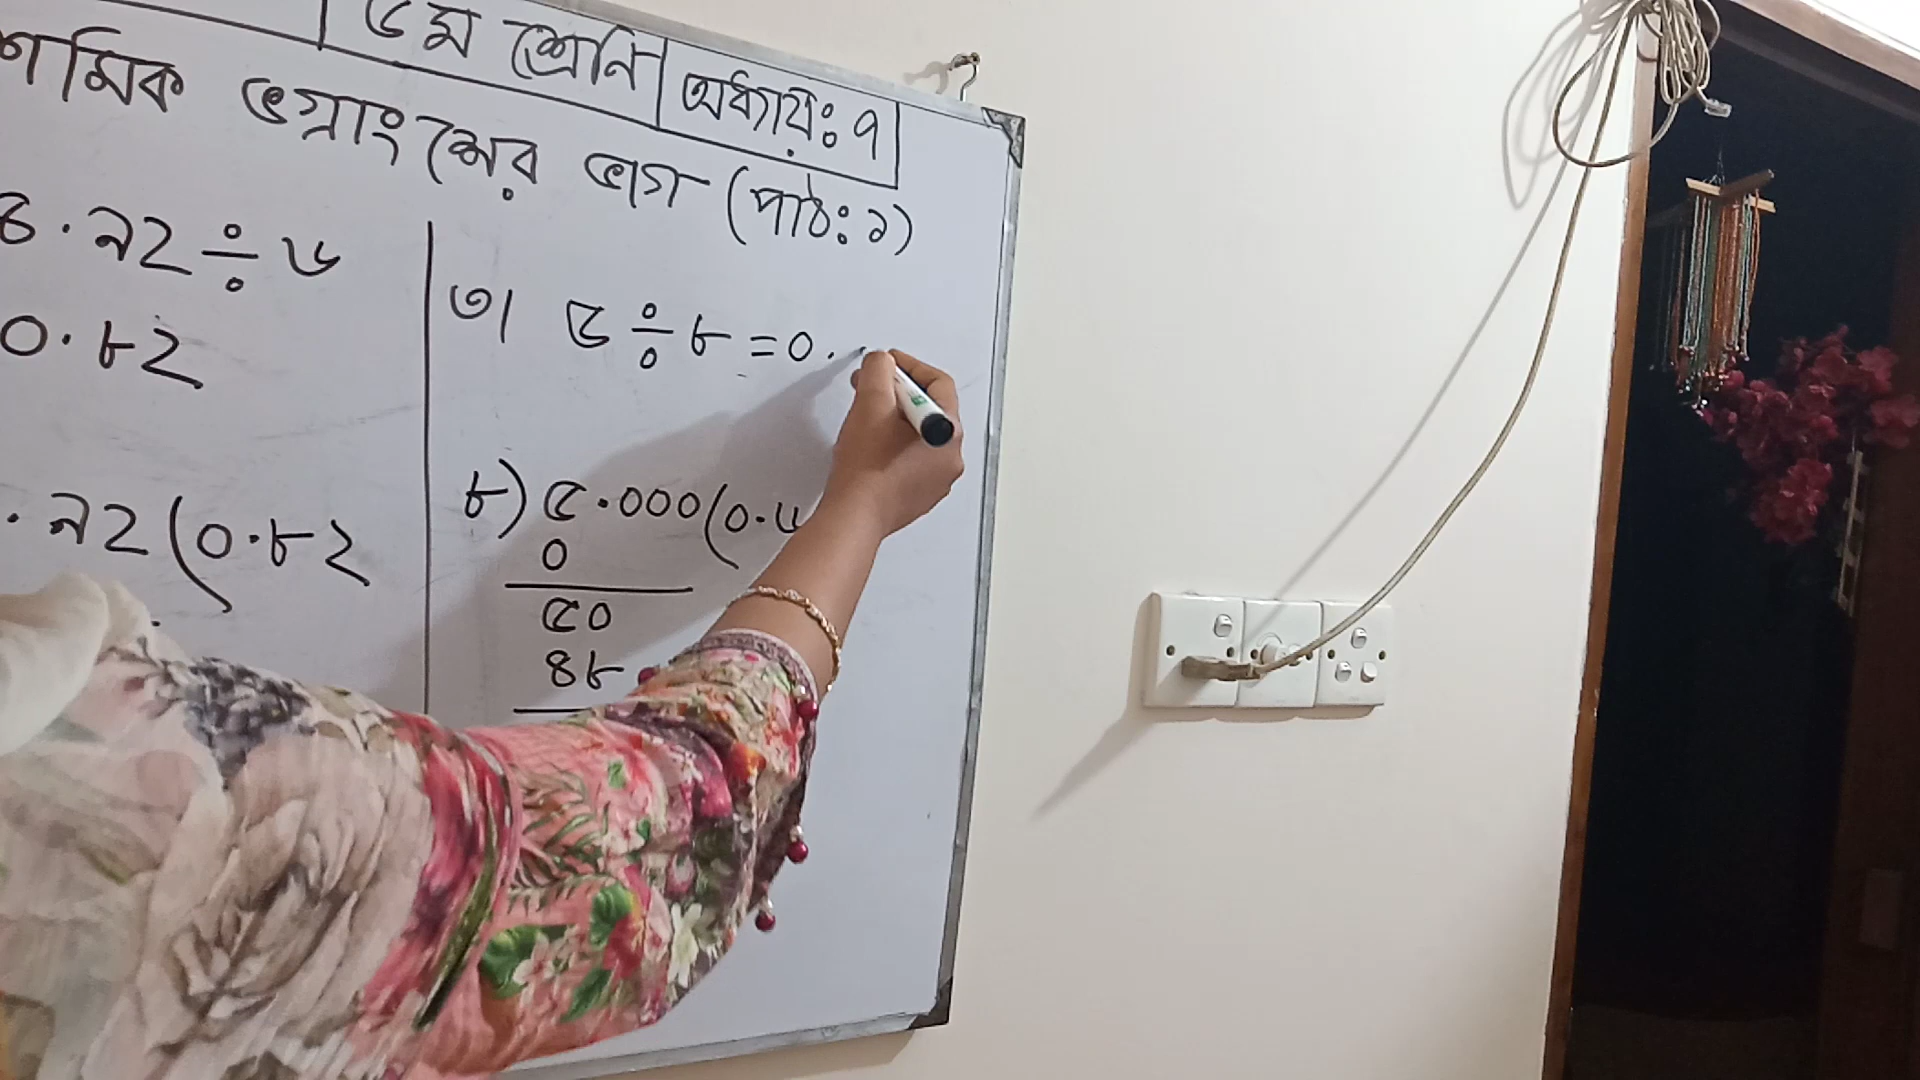 ৫ম শ্রেনি অধ্যায়ঃ ৭
শমিক ভগ্নাংশের ভাগ (পাঠঃ ১)
৪.৯২ ÷ ৬
০.৮২
.৯২(০.৮২
৩। ৫ ÷ ৮ = ০.
৮)৫.০০০(০.৬
০
৫০
৪৮